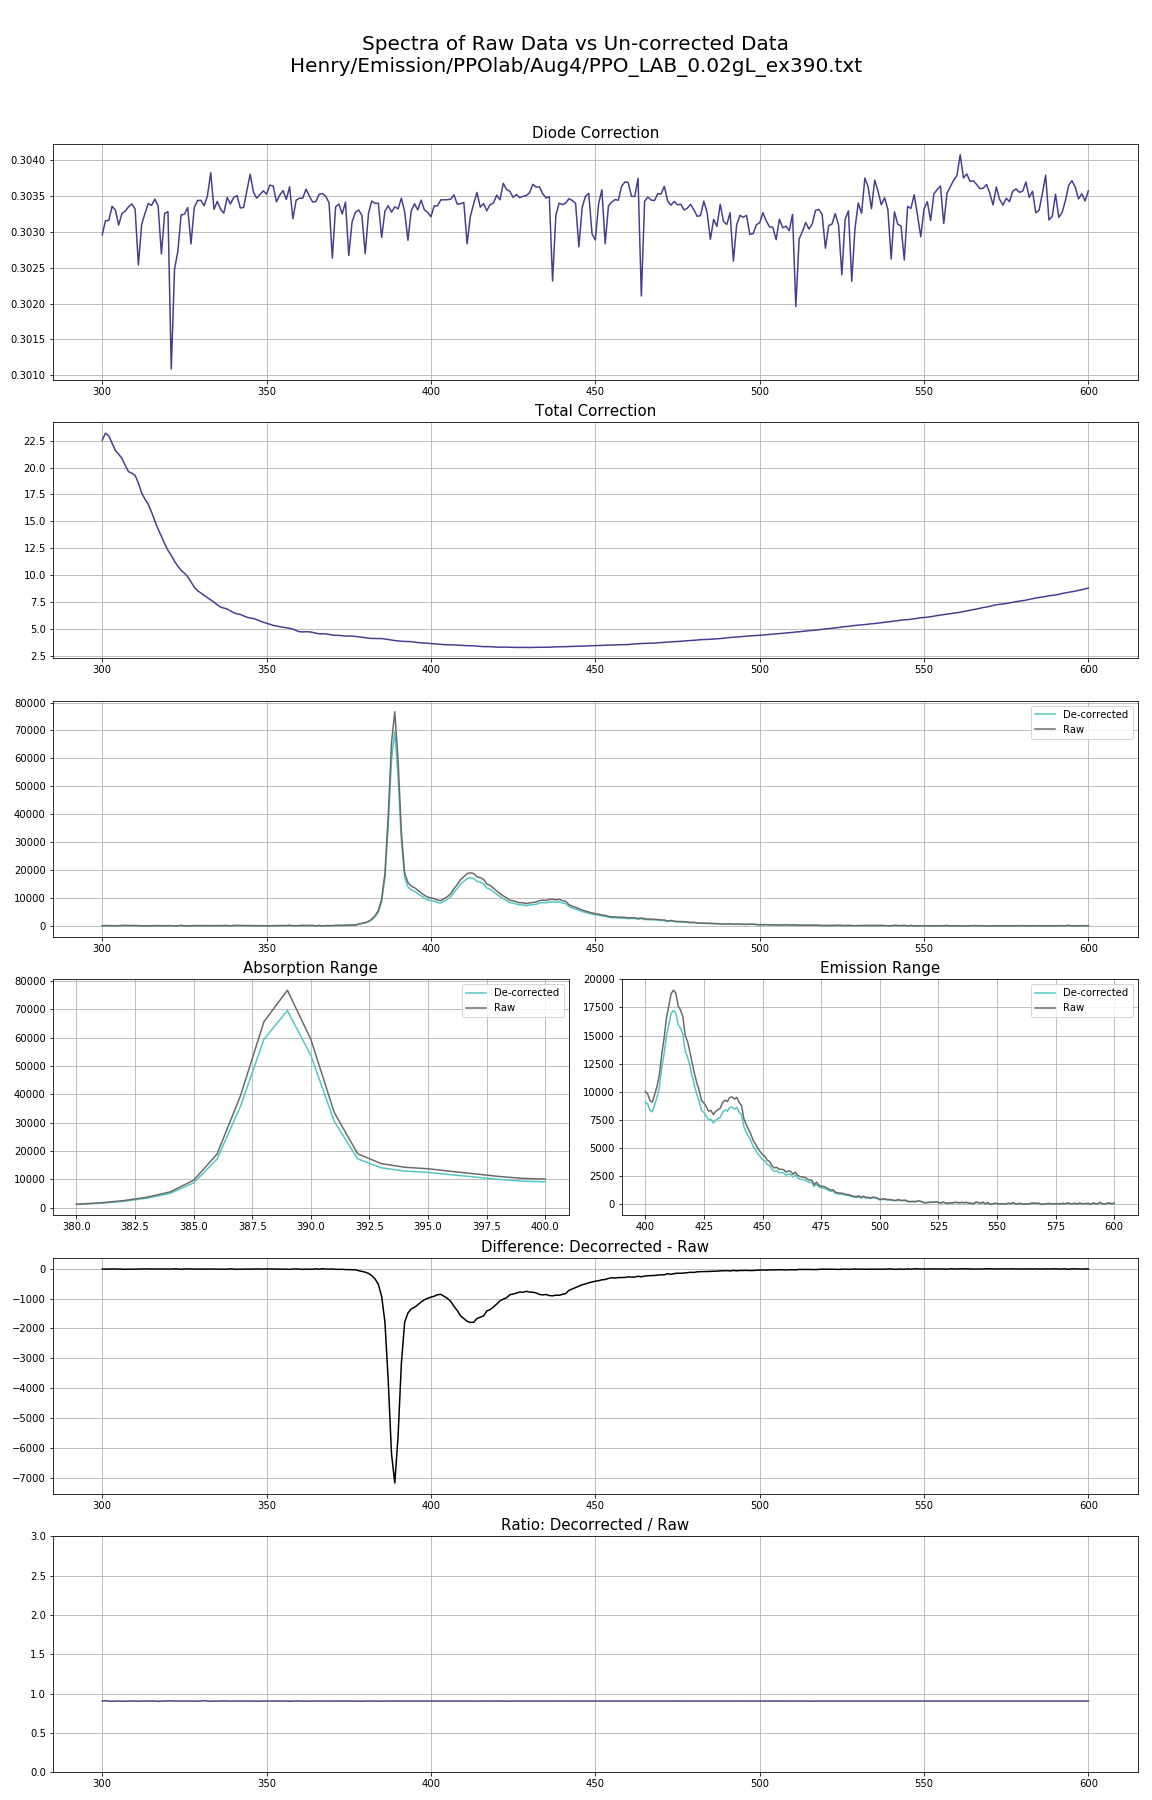 Spectra of Raw Data vs Un-corrected Data
Henry/Emission/PPOlab/Aug4/PPO_LAB_0.02gL_ex390.txt
Diode Correction
0.3040
0.3035
0.3030
0.3025
0.3020
0.3015
0.3010
300 350 400 450 500 550 600
Total Correction
22.5
20.0
17.5
15.0
12.5
10.0
7.5
5.0
2.5
300 350 400 450 500 550 600
80000
70000
60000
50000
40000
30000
20000
10000
0
De-corrected
Raw
300 350 400 450 500 550 600
Absorption Range
80000
70000
60000
50000
40000
30000
20000
10000
0
De-corrected
Raw
380.0 382.5 385.0 387.5 390.0 392.5 395.0 397.5 400.0
Emission Range
20000
17500
15000
12500
10000
7500
5000
2500
0
De-corrected
Raw
400 425 450 475 500 525 550 575 600
Difference: Decorrected - Raw
0
−1000
−2000
−3000
−4000
−5000
−6000
−7000
300 350 400 450 500 550 600
Ratio: Decorrected / Raw
3.0
2.5
2.0
1.5
1.0
0.5
0.0
300 350 400 450 500 550 600